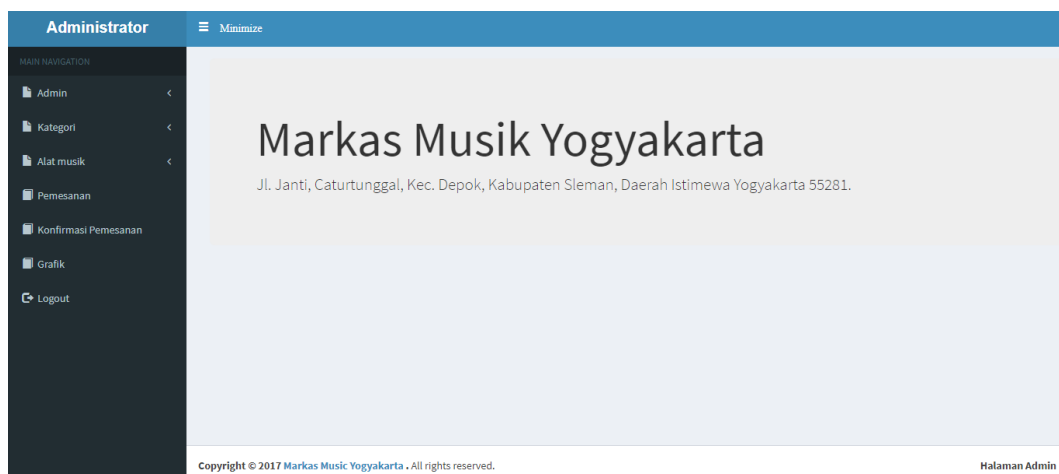 Administrator
Minimize
MAIN NAVIGATION
Admin
Kategori
Alat musik
Pemesanan
Konfirmasi Pemesanan
Grafik
Logout
Markas Musik Yogyakarta
Jl. Janti, Caturtunggal, Kec. Depok, Kabupaten Sleman, Daerah Istimewa Yogyakarta 55281.
Copyright © 2017 Markas Music Yogyakarta . All rights reserved.
Halaman Admin